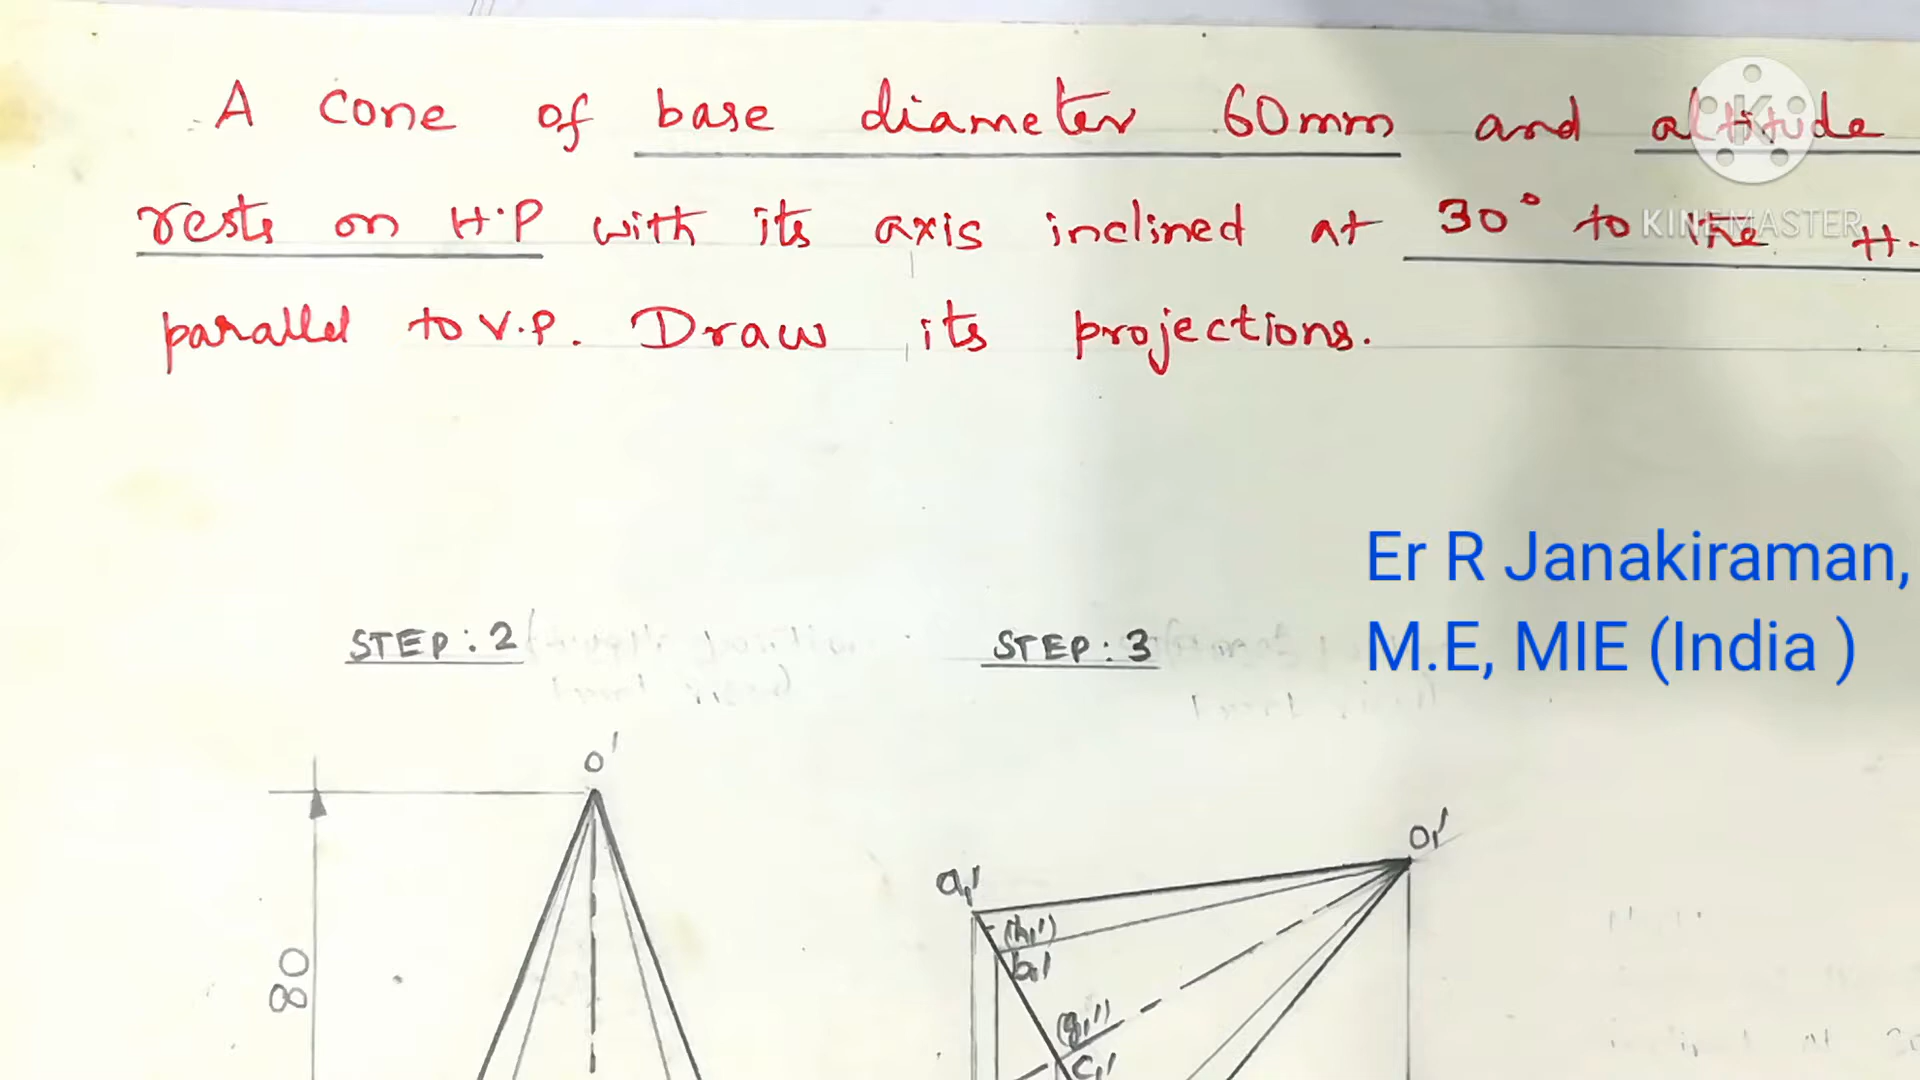 A cone of base diameter 60mm and altitude
rests on H.P with its axis inclined at 30° to the H.
parallel to V.P. Draw its projections.
KINEMASTER
Er R Janakiraman,
M.E, MIE (India )
STEP : 2
STEP : 3
o'
o₁'
a₁'
(h₁')
b₁'
80
(g₁')
c₁'